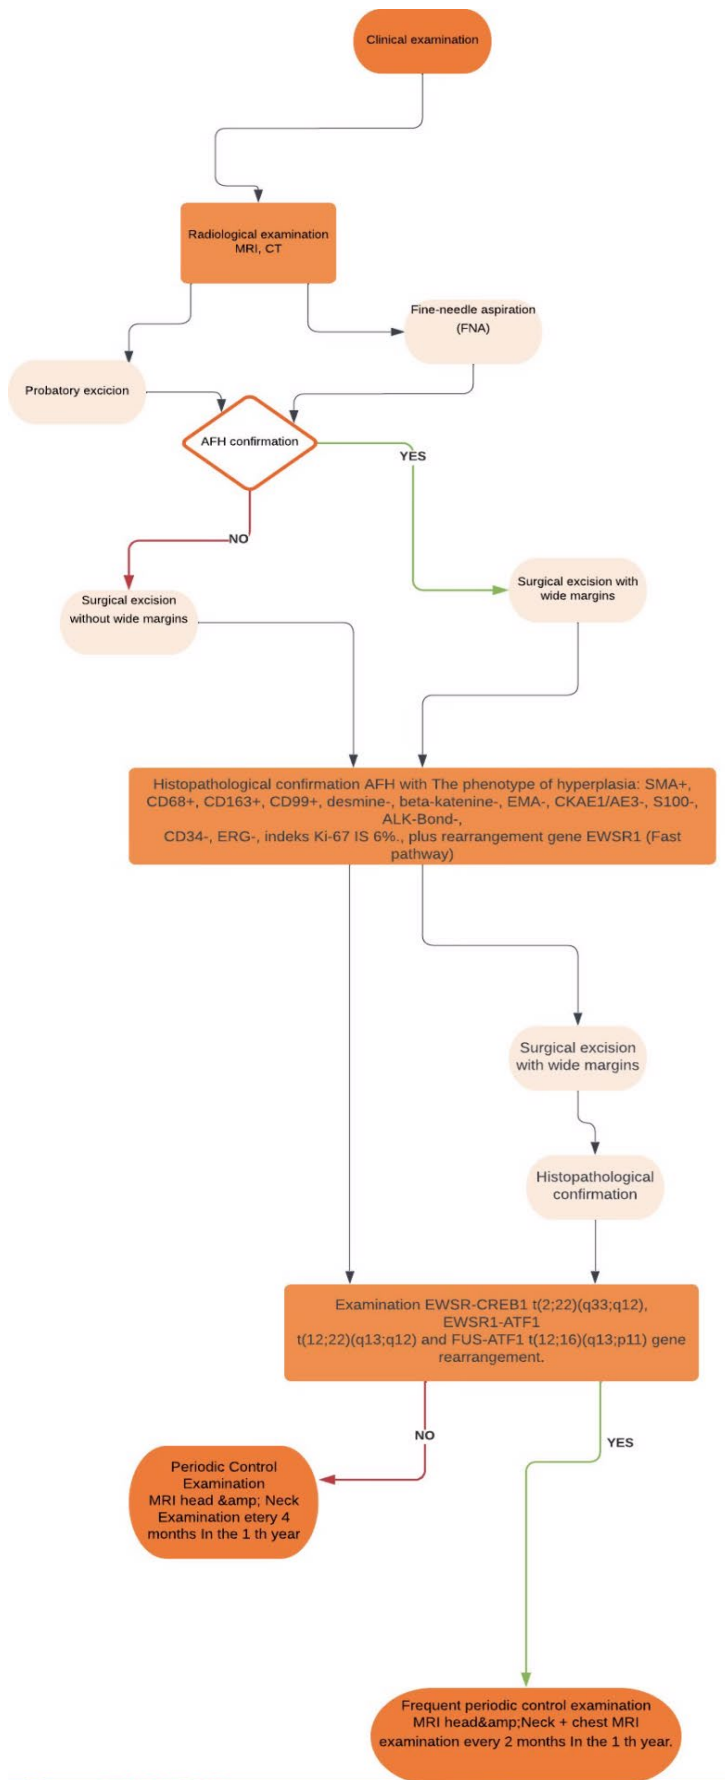 Clinical examination
Radiological examination
MRI, CT
Fine-needle aspiration
(FNA)
Probatory excicion
AFH confirmation
YES
NO
Surgical excision with
wide margins
Surgical excision
without wide margins
Histopathological confirmation AFH with The phenotype of hyperplasia: SMA+,
CD68+, CD163+, CD99+, desmine-, beta-katenine-, EMA-, CKAE1/AE3-, S100-,
ALK-Bond-,
CD34-, ERG-, indeks Ki-67 IS 6%., plus rearrangement gene EWSR1 (Fast
pathway)
Surgical excision
with wide margins
Histopathological
confirmation
Examination EWSR-CREB1 t(2;22)(q33;q12),
EWSR1-ATF1
t(12;22)(q13;q12) and FUS-ATF1 t(12;16)(q13;p11) gene
rearrangement.
NO
YES
Periodic Control
Examination
MRI head &amp; Neck
Examination etery 4
months In the 1 th year
Frequent periodic control examination
MRI head&amp;Neck + chest MRI
examination every 2 months In the 1 th year.